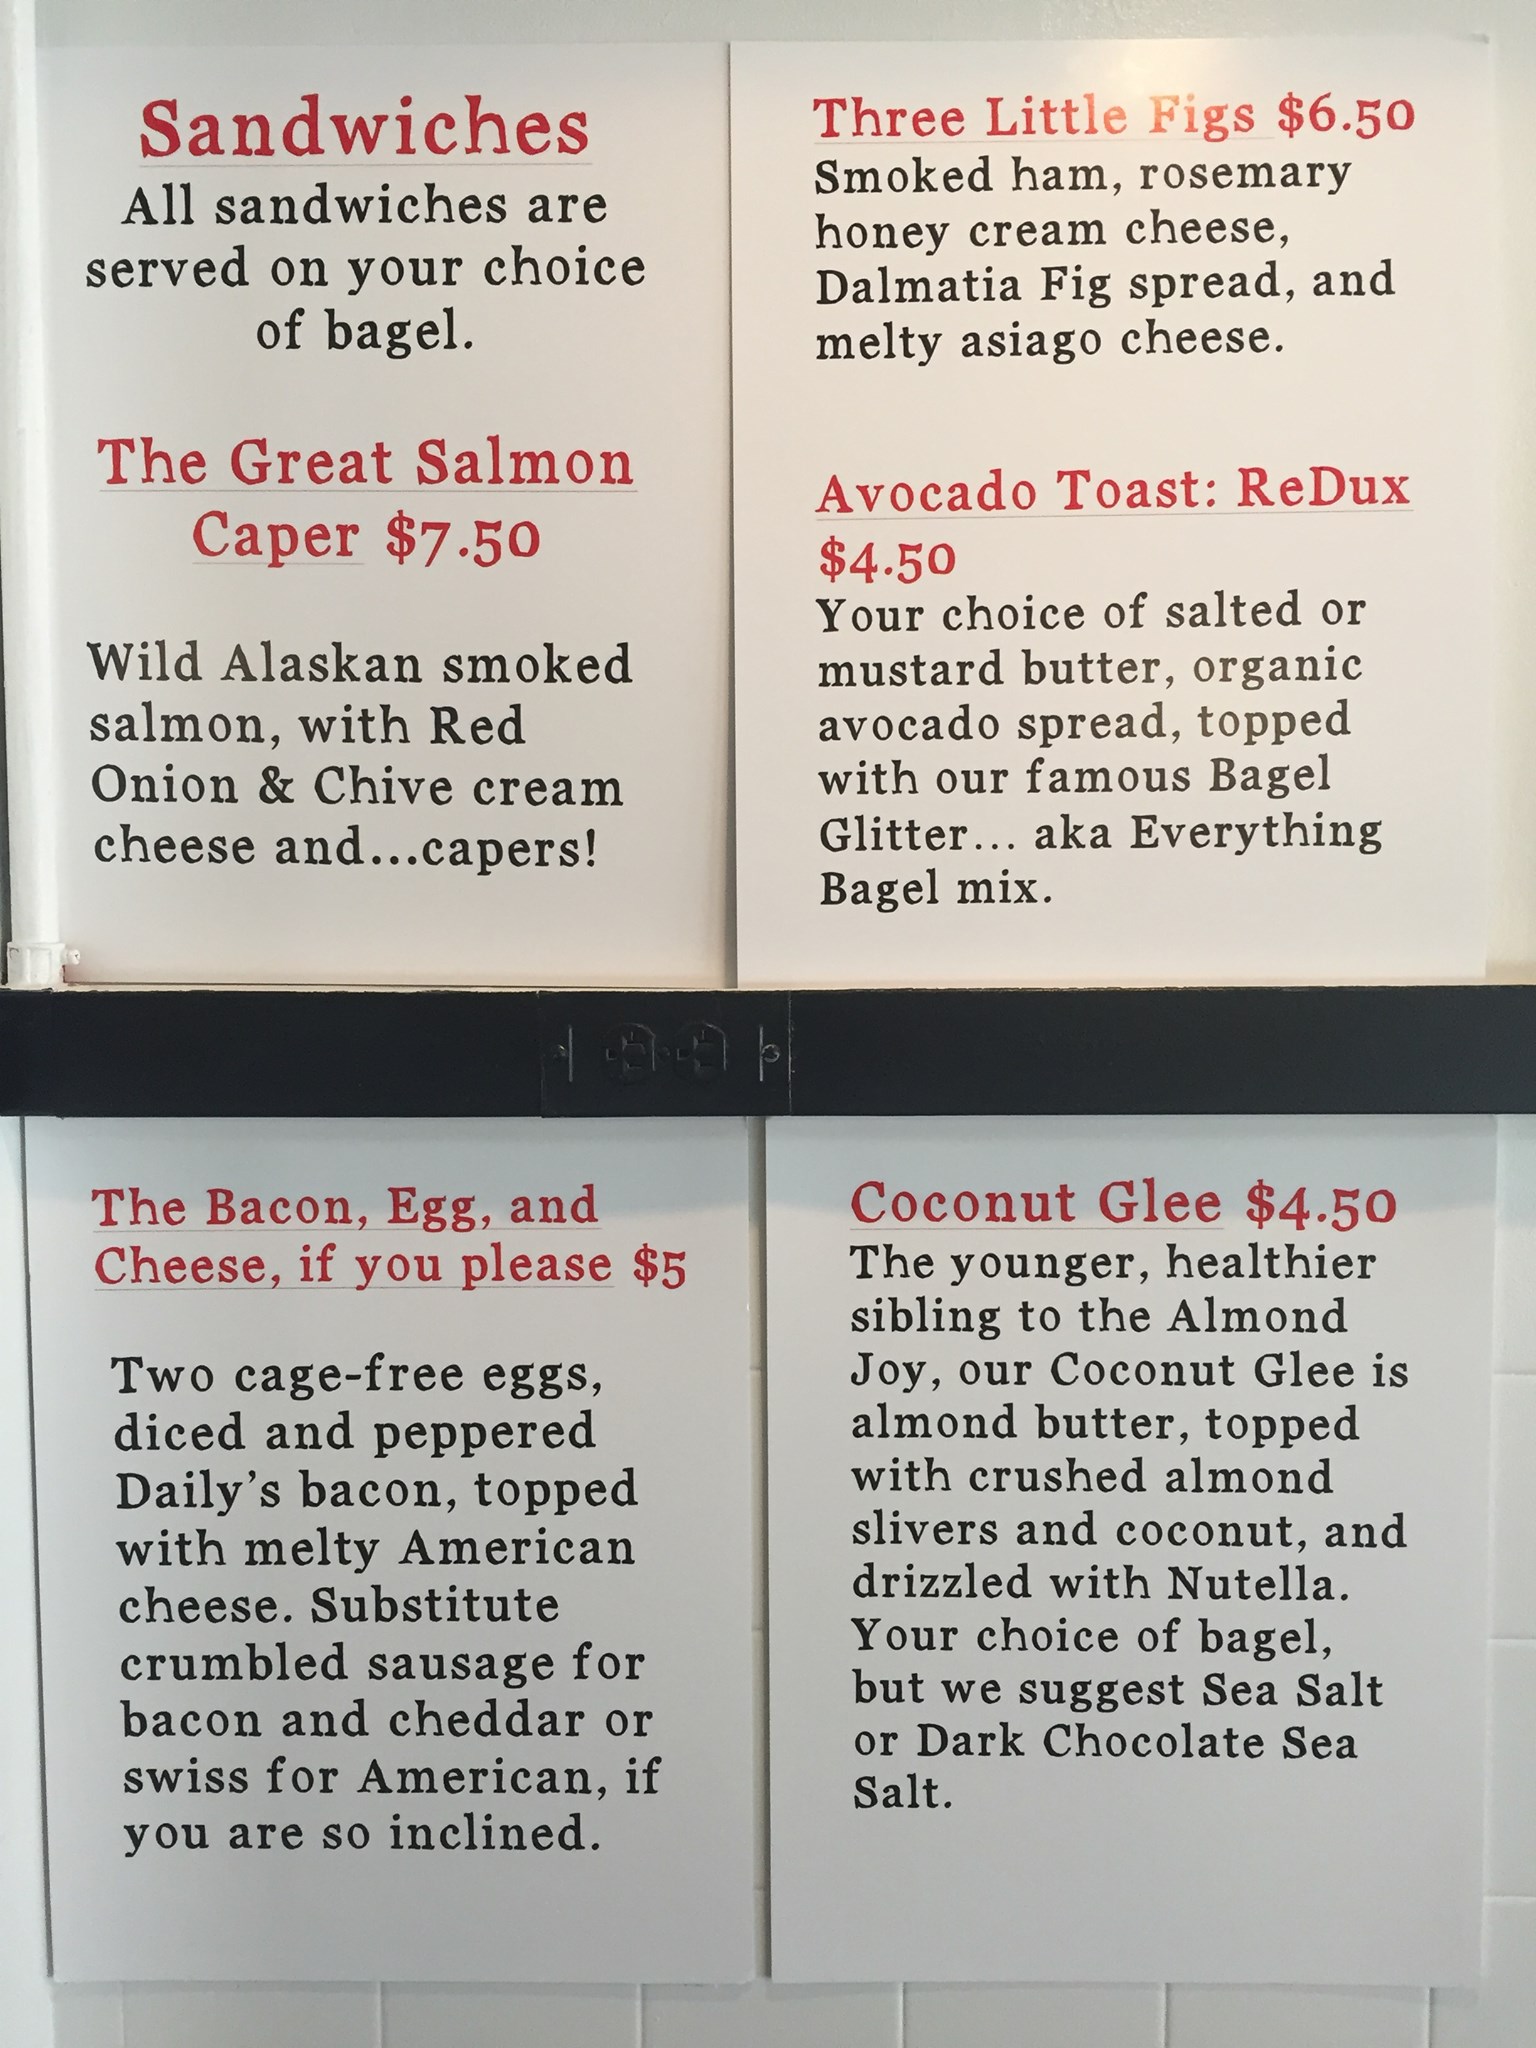 Sandwiches
All sandwiches are
served on your choice
of bagel.
The Great Salmon
Caper $7.50
Wild Alaskan smoked
salmon, with Red
Onion & Chive cream
cheese and...capers!
Three Little Figs $6.50
Smoked ham, rosemary
honey cream cheese,
Dalmatia Fig spread, and
melty asiago cheese.
Avocado Toast: ReDux
$4.50
Your choice of salted or
mustard butter, organic
avocado spread, topped
with our famous Bagel
Glitter... aka Everything
Bagel mix.
The Bacon, Egg, and
Cheese, if you please $5
Two cage-free eggs,
diced and peppered
Daily's bacon, topped
with melty American
cheese. Substitute
crumbled sausage for
bacon and cheddar or
swiss for American, if
you are so inclined.
Coconut Glee $4.50
The younger, healthier
sibling to the Almond
Joy, our Coconut Glee is
almond butter, topped
with crushed almond
slivers and coconut, and
drizzled with Nutella.
Your choice of bagel,
but we suggest Sea Salt
or Dark Chocolate Sea
Salt.